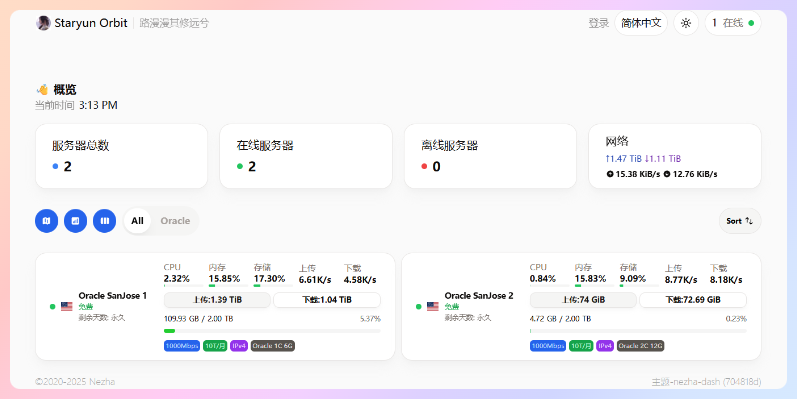 Staryun Orbit 路漫漫其修远兮 登录 简体中文 1 在线
👋 概览
当前时间 3:13 PM
服务器总数 在线服务器 离线服务器 网络
2 2 0 ↑1.47 TiB ↓1.11 TiB
15.38 KiB/s 12.76 KiB/s
All Oracle Sort
Oracle SanJose 1
免费
剩余天数: 永久
CPU 内存 存储 上传 下载
2.32% 15.85% 17.30% 6.61K/s 4.58K/s
上传:1.39 TiB 下载:1.04 TiB
109.93 GB / 2.00 TB 5.37%
1000Mbps 10T/月 IPv4 Oracle 1C 6G
Oracle SanJose 2
免费
剩余天数: 永久
CPU 内存 存储 上传 下载
0.84% 15.83% 9.09% 8.77K/s 8.18K/s
上传:74 GiB 下载:72.69 GiB
4.72 GB / 2.00 TB 0.23%
1000Mbps 10T/月 IPv4 Oracle 2C 12G
©2020-2025 Nezha 主题-nezha-dash (704818d)